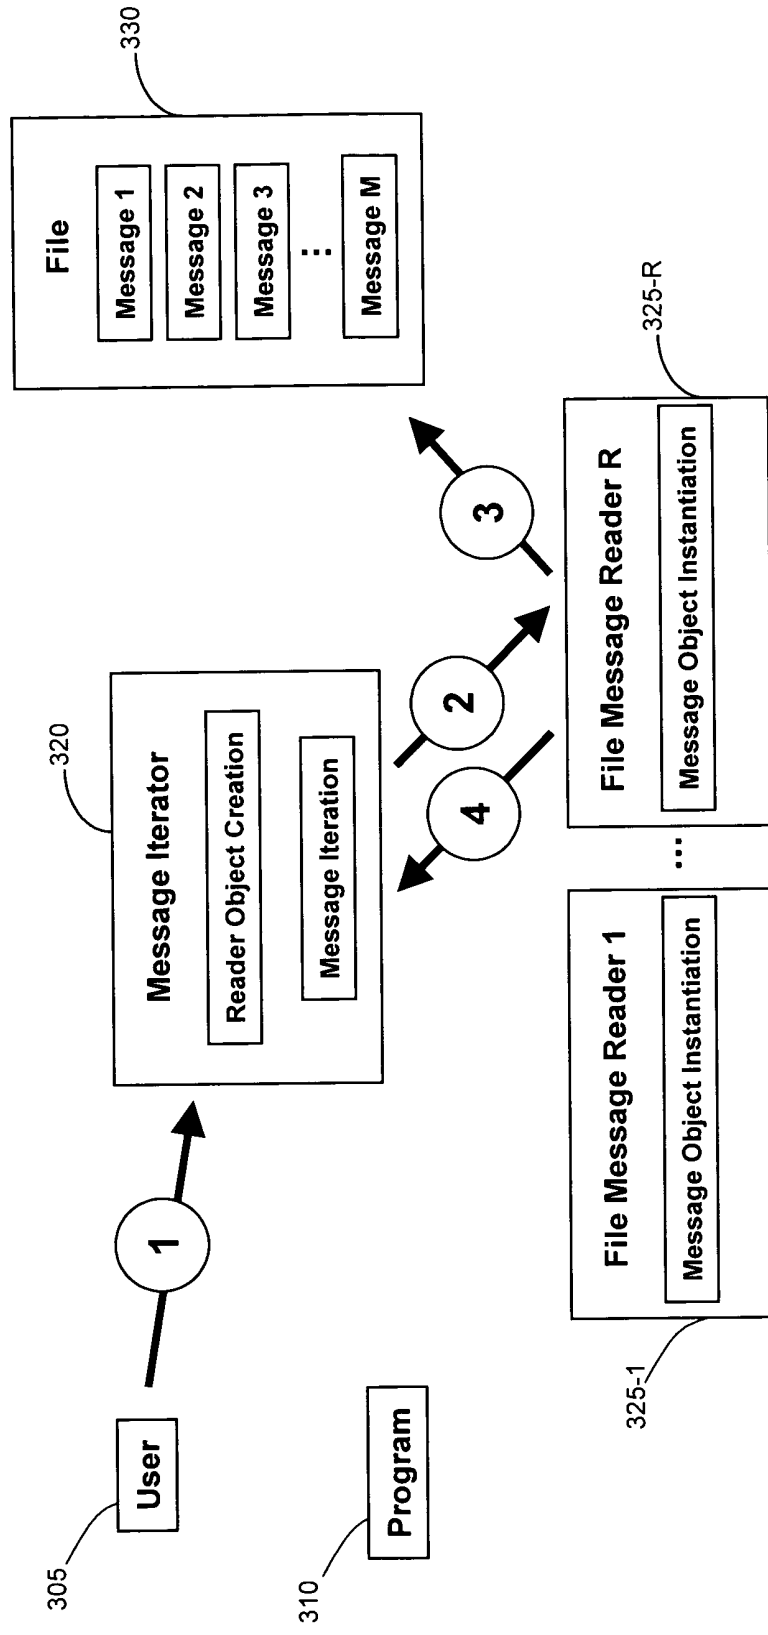 305
User
310
Program
1
320
Message Iterator
Reader Object Creation
Message Iteration
330
File
Message 1
Message 2
Message 3
...
Message M
4
2
3
325-1
File Message Reader 1
Message Object Instantiation
...
325-R
File Message Reader R
Message Object Instantiation